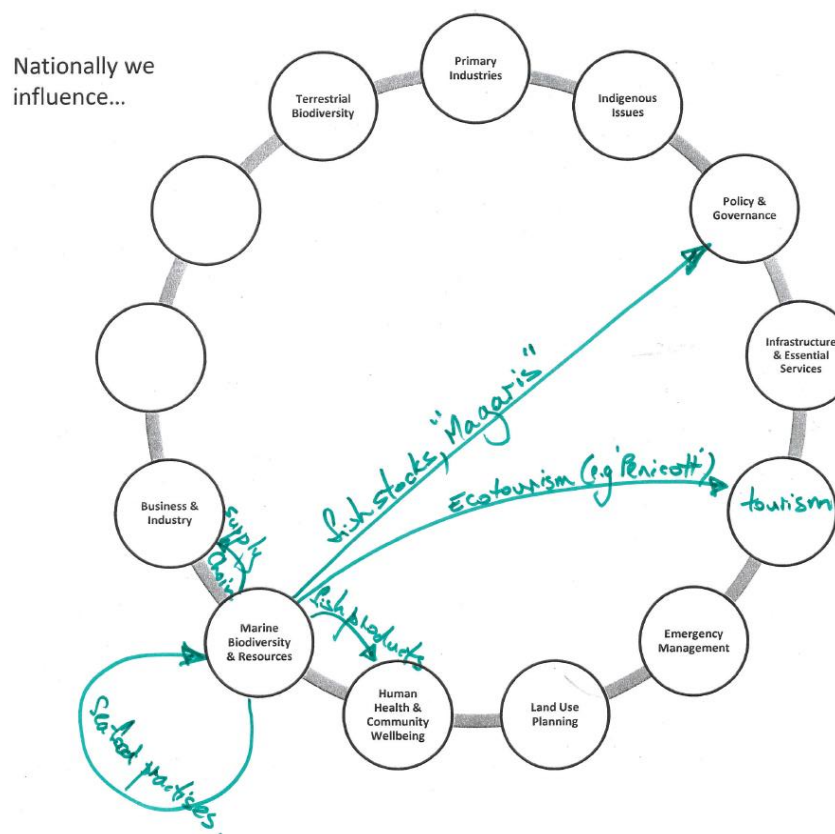 Nationally we
influence...
Primary
Industries
Terrestrial
Biodiversity
Indigenous
Issues
Policy &
Governance
Infrastructure
& Essential
Services
fish stocks, "Magaris"
Ecotourism (e.g 'Penicott')
tourism
Business &
Industry
supply
chain
Marine
Biodiversity
& Resources
fish products
Emergency
Management
Human
Health &
Community
Wellbeing
Land Use
Planning
Seafood practises